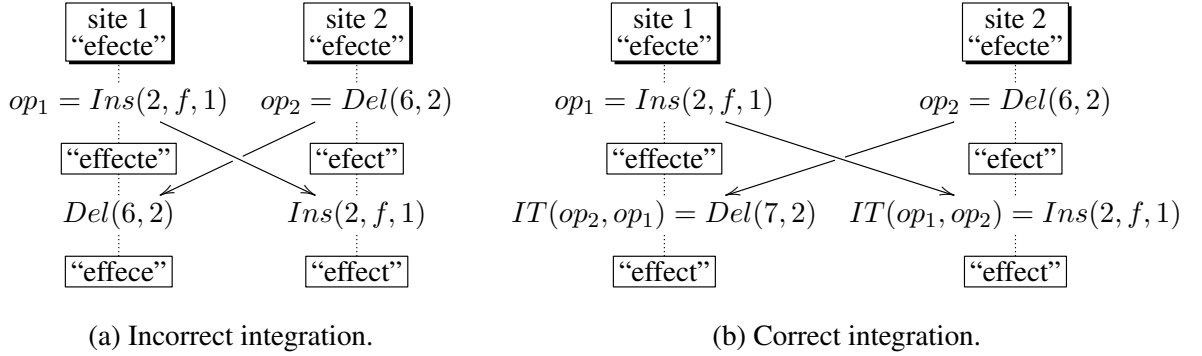 site 1
“efecte”
site 2
“efecte”
op₁ = Ins(2, f, 1)
op₂ = Del(6, 2)
“effecte”
“efect”
Del(6, 2)
Ins(2, f, 1)
“effece”
“effect”
(a) Incorrect integration.
site 1
“efecte”
site 2
“efecte”
op₁ = Ins(2, f, 1)
op₂ = Del(6, 2)
“effecte”
“efect”
IT(op₂, op₁) = Del(7, 2)
IT(op₁, op₂) = Ins(2, f, 1)
“effect”
“effect”
(b) Correct integration.